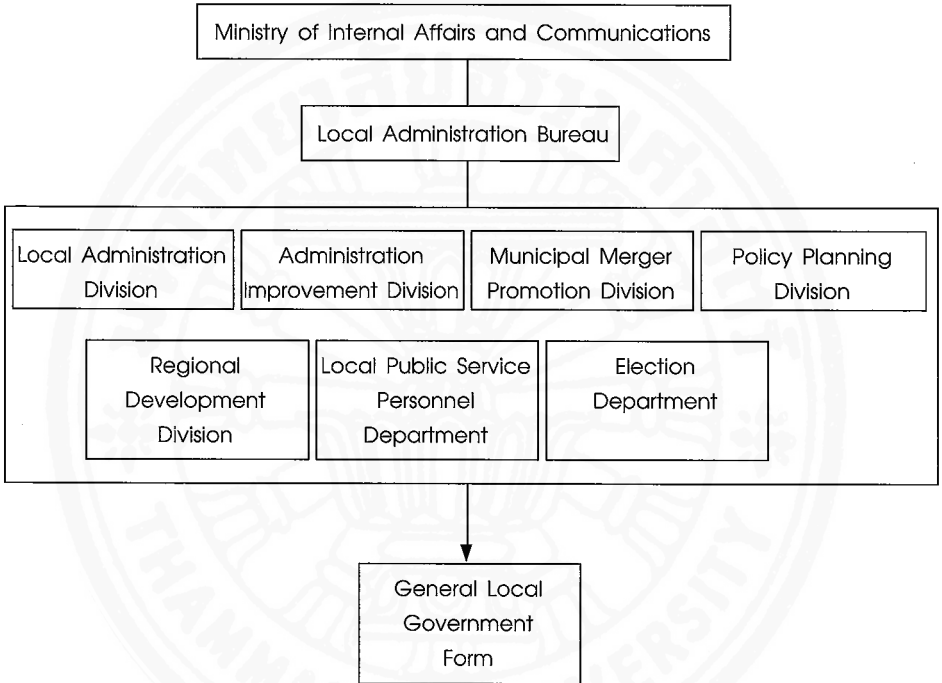 Ministry of Internal Affairs and Communications
Local Administration Bureau
Local Administration
Division
Administration
Improvement Division
Municipal Merger
Promotion Division
Policy Planning
Division
Regional
Development
Division
Local Public Service
Personnel
Department
Election
Department
General Local
Government
Form